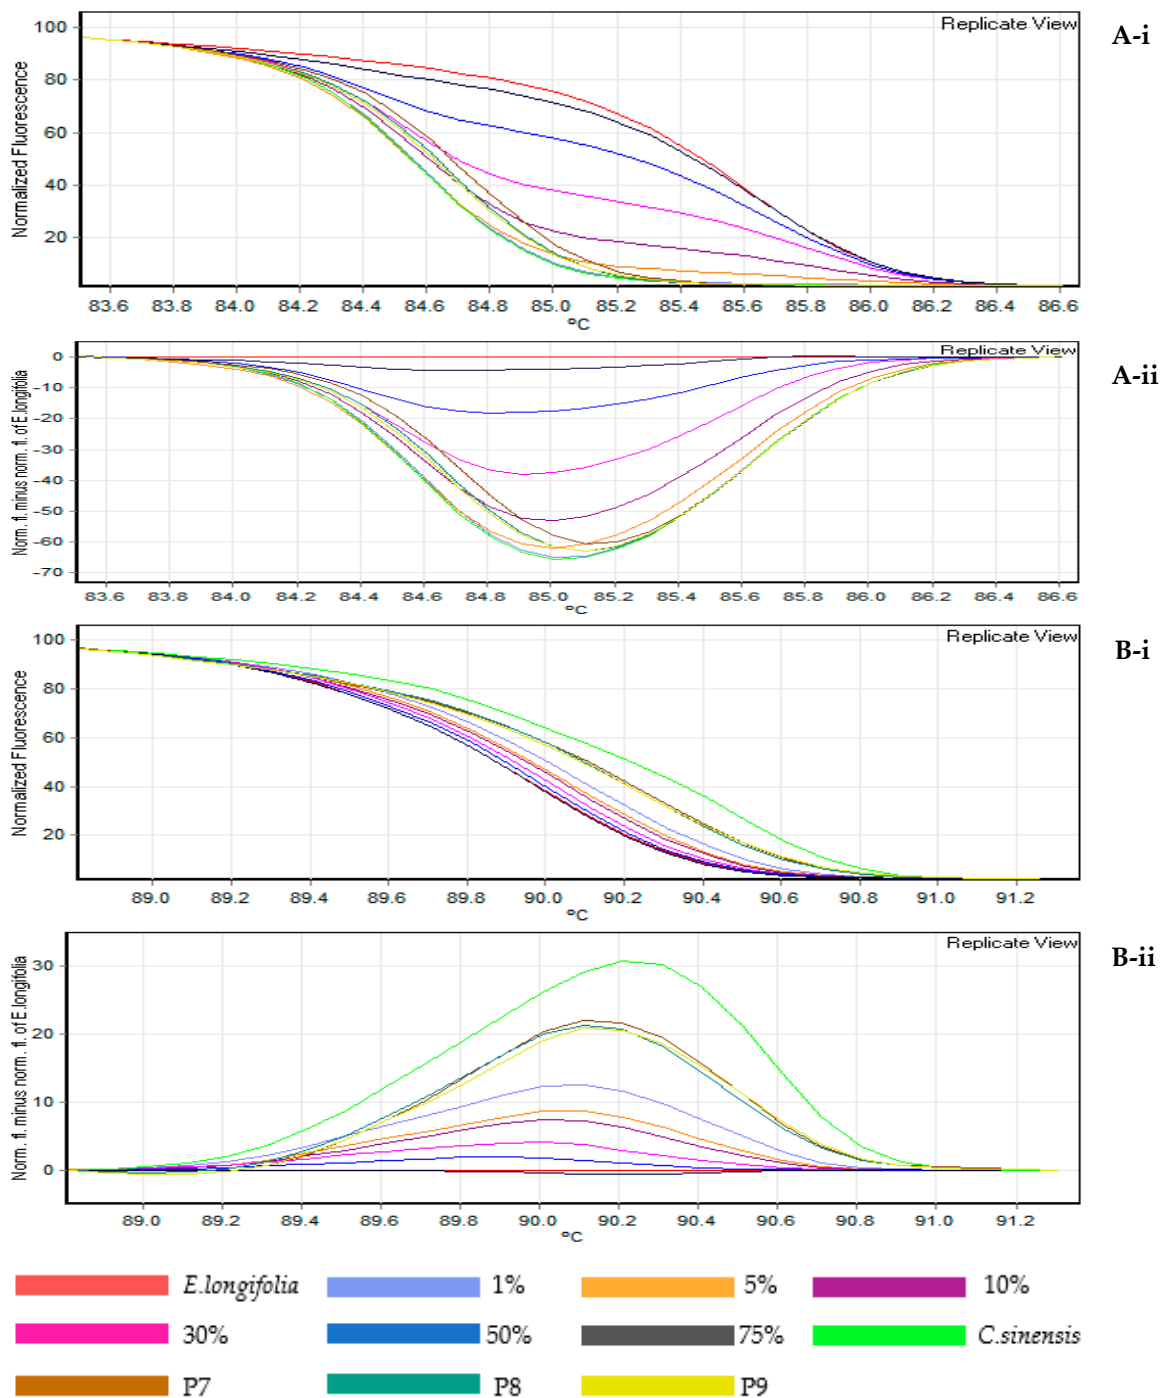 Replicate View
A-i
Normalized Fluorescence
100
80
60
40
20
83.6 83.8 84.0 84.2 84.4 84.6 84.8 85.0 85.2 85.4 85.6 85.8 86.0 86.2 86.4 86.6
ºC
Replicate View
A-ii
Norm. fl. minus norm. fl. of E.longifolia
0
-10
-20
-30
-40
-50
-60
-70
83.6 83.8 84.0 84.2 84.4 84.6 84.8 85.0 85.2 85.4 85.6 85.8 86.0 86.2 86.4 86.6
ºC
Replicate View
B-i
Normalized Fluorescence
100
80
60
40
20
89.0 89.2 89.4 89.6 89.8 90.0 90.2 90.4 90.6 90.8 91.0 91.2
ºC
Replicate View
B-ii
Norm. fl. minus norm. fl. of E.longifolia
30
20
10
0
89.0 89.2 89.4 89.6 89.8 90.0 90.2 90.4 90.6 90.8 91.0 91.2
ºC
E.longifolia 1% 5% 10%
30% 50% 75% C.sinensis
P7 P8 P9